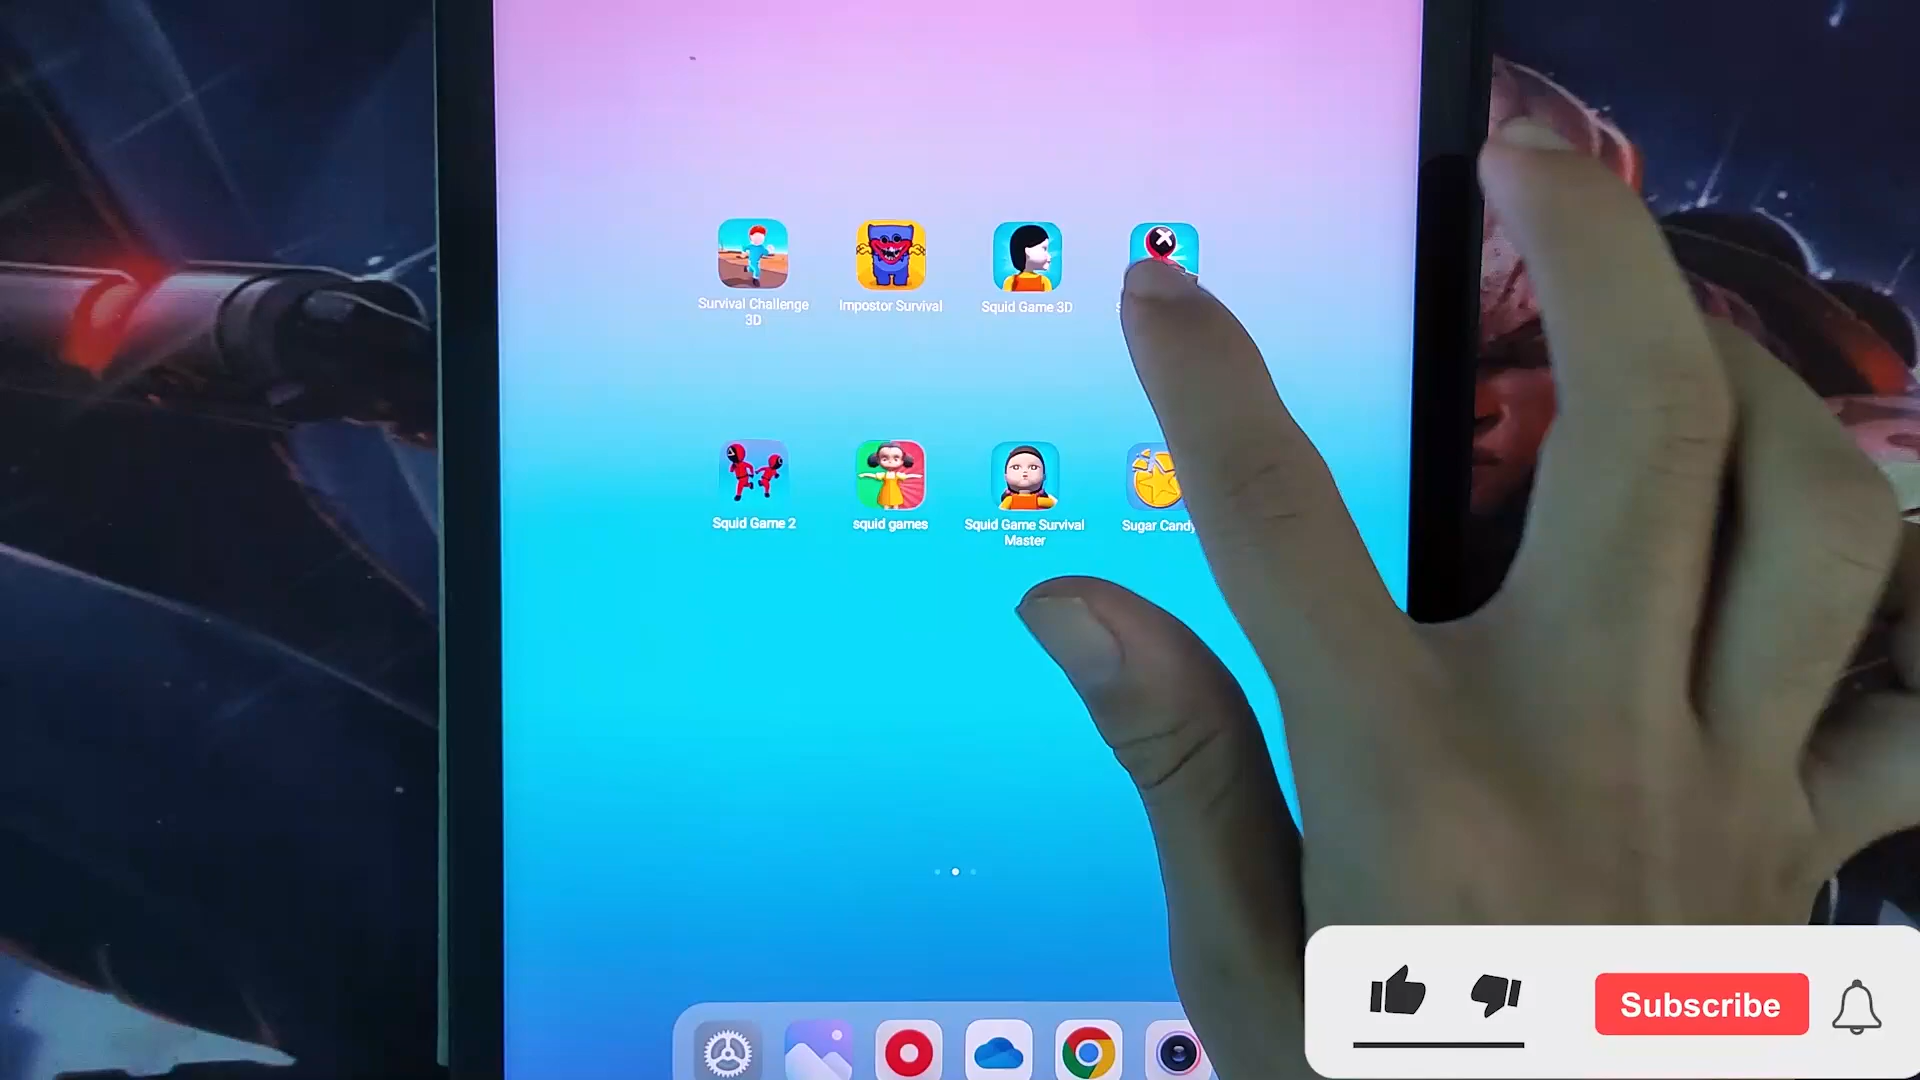 Survival Challenge
3D
Impostor Survival
Squid Game 3D
Squid Game 2
squid games
Squid Game Survival
Master
Sugar Candy
Subscribe